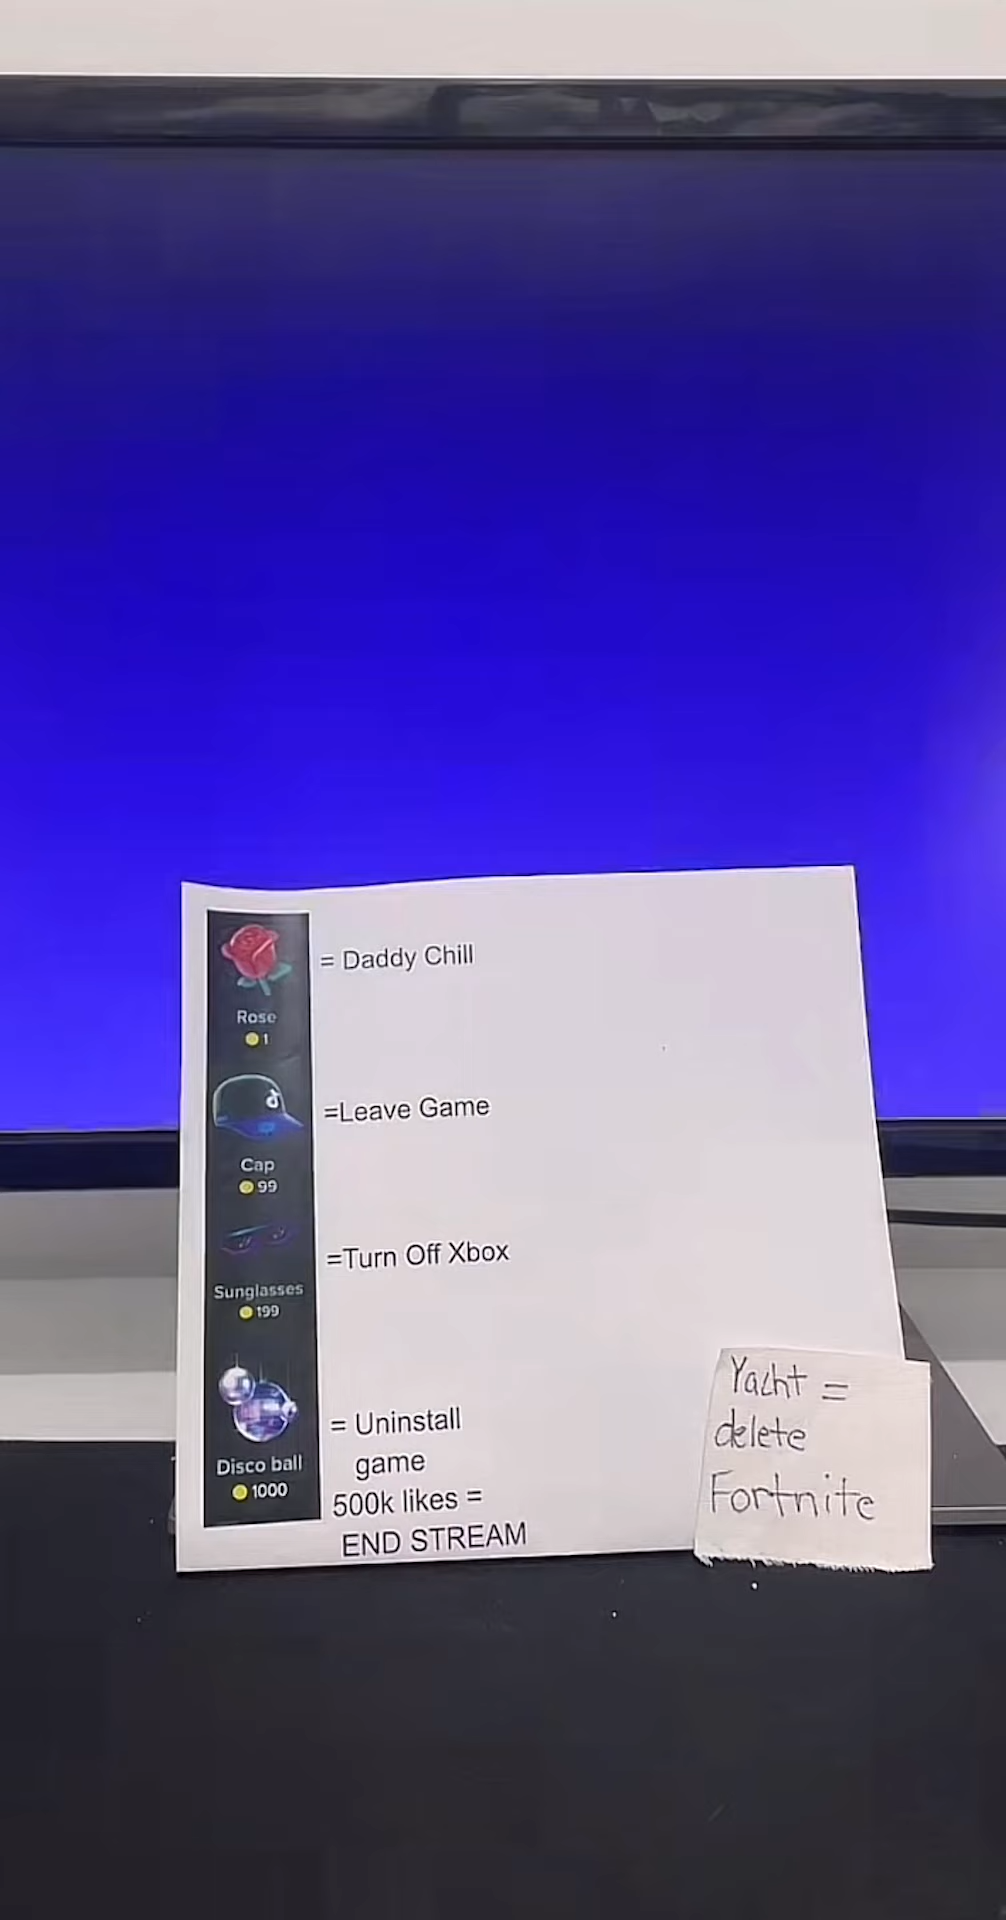 = Daddy Chill
Rose
1
=Leave Game
Cap
99
=Turn Off Xbox
Sunglasses
199
= Uninstall
game
Disco ball
1000
500k likes =
END STREAM
Yacht =
delete
Fortnite